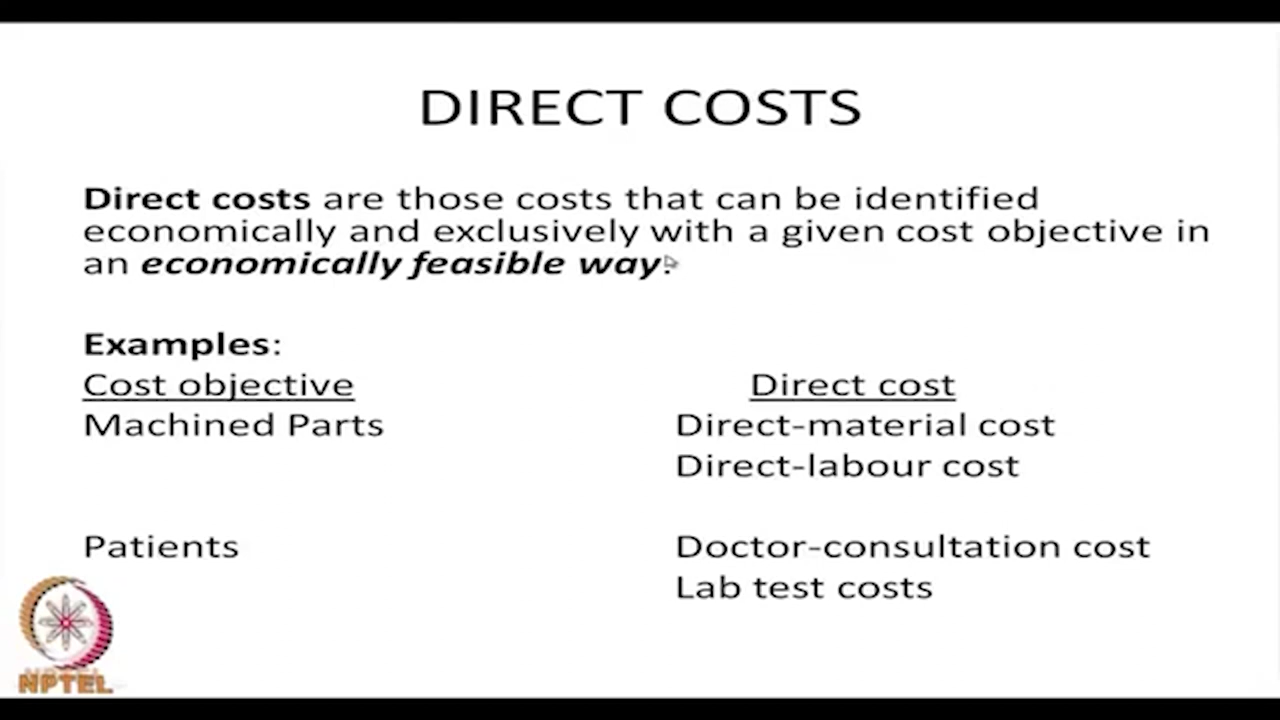 DIRECT COSTS
Direct costs are those costs that can be identified
economically and exclusively with a given cost objective in
an economically feasible way.
Examples:
Cost objective Direct cost
Machined Parts Direct-material cost
Direct-labour cost
Patients Doctor-consultation cost
Lab test costs
NPTEL